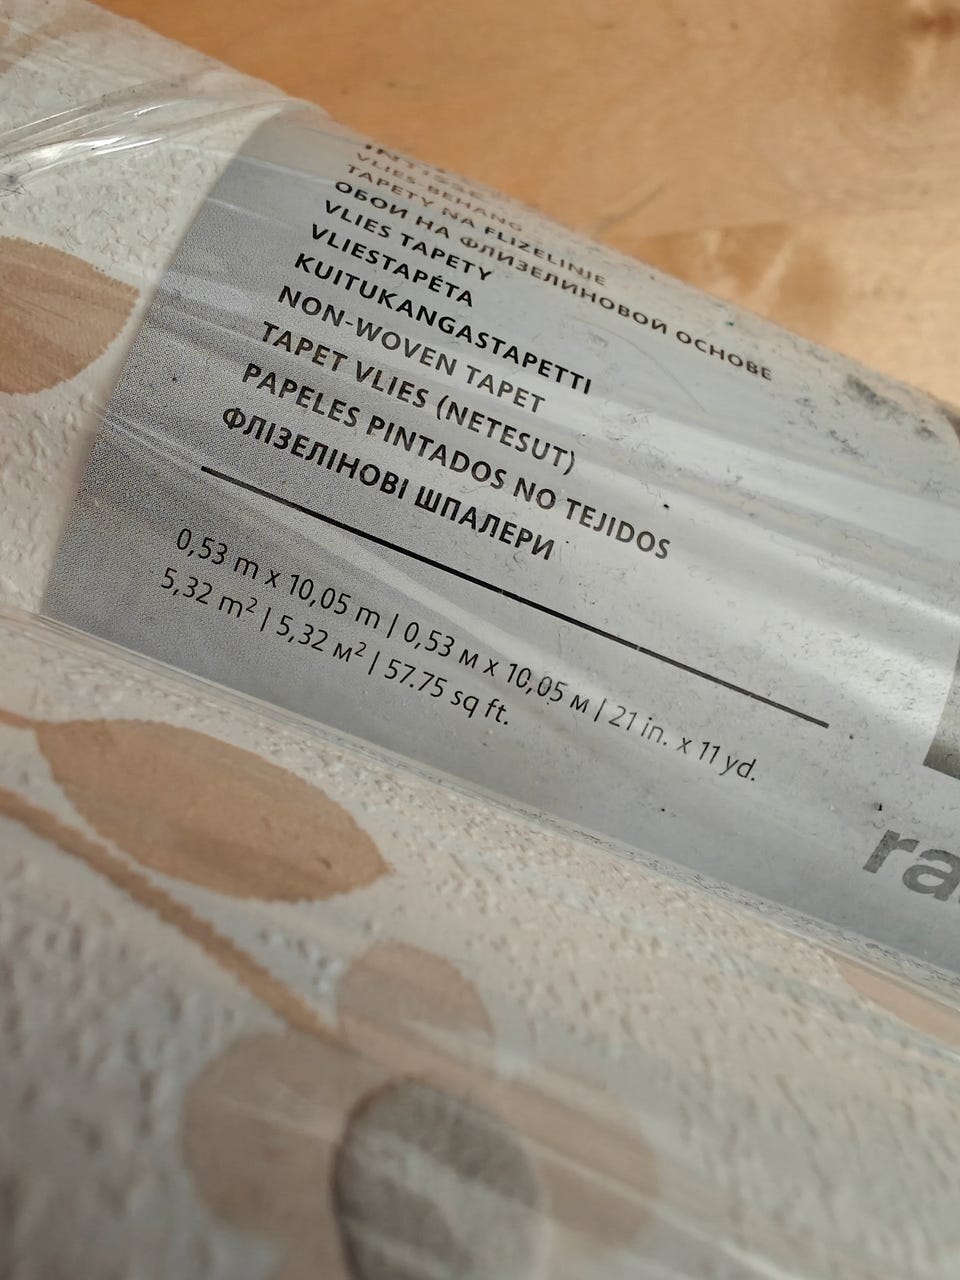 VLIES-BEHANG
TAPETY NA FLIZELINIE
ОБОИ НА ФЛИЗЕЛИНОВОЙ ОСНОВЕ
VLIES TAPETY
VLIESTAPÉTA
KUITUKANGASTAPETTI
NON-WOVEN TAPET
TAPET VLIES (NETESUT)
PAPELES PINTADOS NO TEJIDOS
ФЛІЗЕЛІНОВІ ШПАЛЕРИ
0,53 m x 10,05 m | 0,53 м x 10,05 м | 21 in. x 11 yd.
5,32 m² | 5,32 м² | 57.75 sq ft.